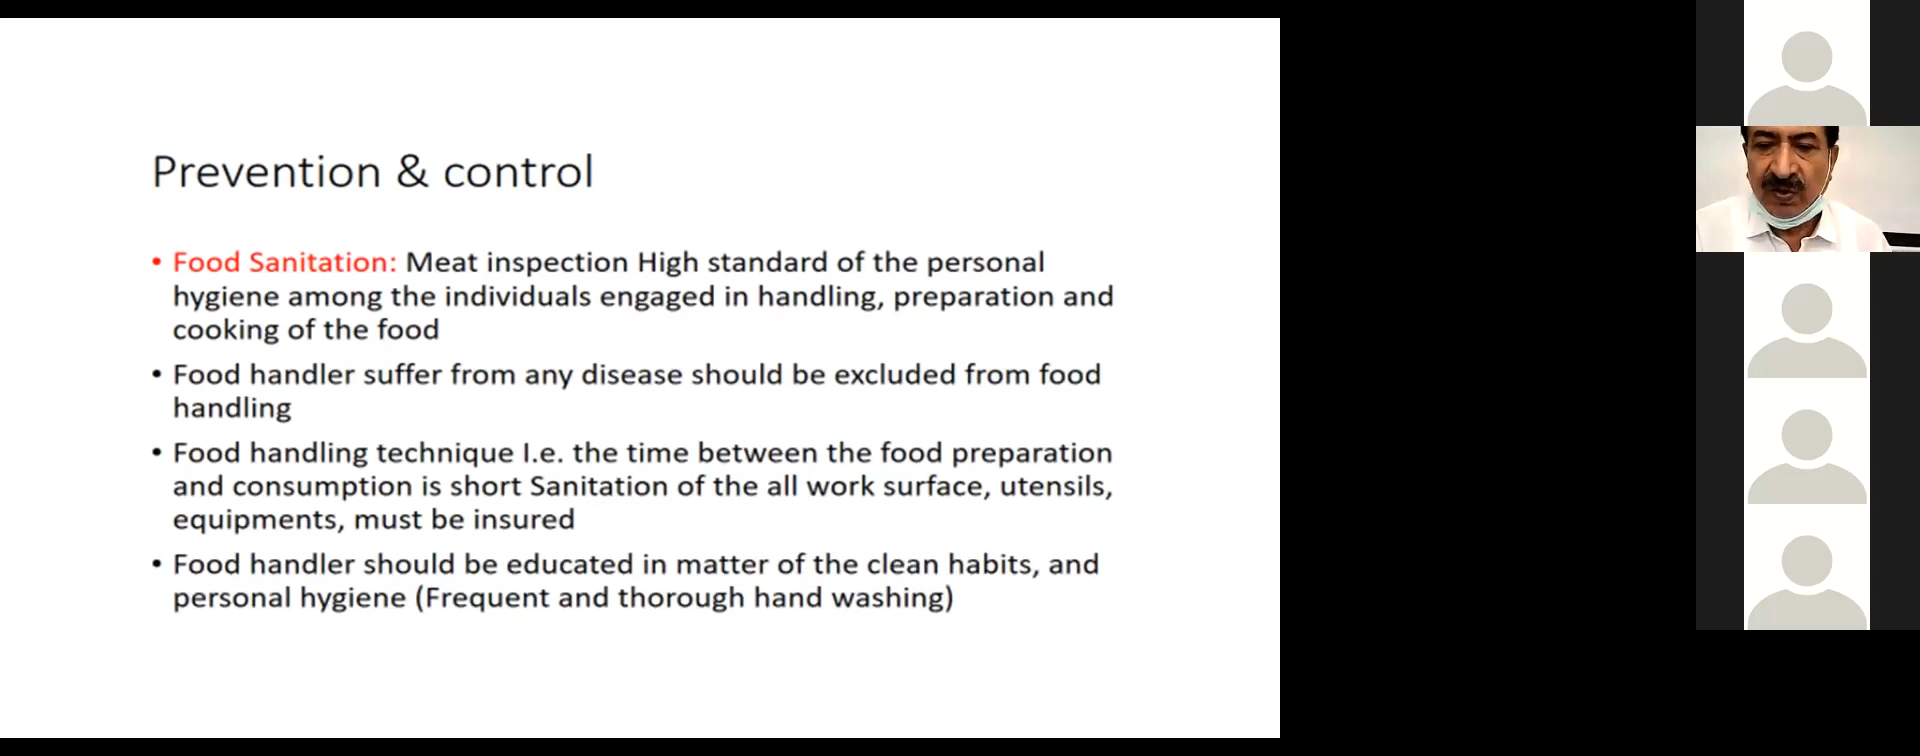 Prevention & control
• Food Sanitation: Meat inspection High standard of the personal
hygiene among the individuals engaged in handling, preparation and
cooking of the food
• Food handler suffer from any disease should be excluded from food
handling
• Food handling technique I.e. the time between the food preparation
and consumption is short Sanitation of the all work surface, utensils,
equipments, must be insured
• Food handler should be educated in matter of the clean habits, and
personal hygiene (Frequent and thorough hand washing)